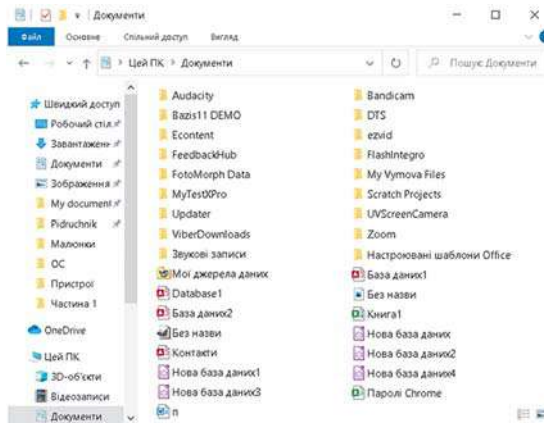 Документи
Файл Основне Спільний доступ Вигляд
Цей ПК Документи Пошук: Документи
Швидкий доступ
Робочий стіл
Завантажен
Документи
Зображення
My document
Pidruchnik
Малюнки
ОС
Пристрої
Частина 1
OneDrive
Цей ПК
3D-об'єкти
Відеозаписи
Документи
Audacity
Bazis11 DEMO
Econtent
FeedbackHub
FotoMorph Data
MyTestXPro
Updater
ViberDownloads
Звукові записи
Мої джерела даних
Database1
База даних2
Без назви
Контакти
Нова база даних1
Нова база даних3
п
Bandicam
DTS
ezvid
FlashIntegro
My Vymova Files
Scratch Projects
UVScreenCamera
Zoom
Настроювані шаблони Office
База даних1
Без назви
Книга1
Нова база даних
Нова база даних2
Нова база даних4
Паролі Chrome